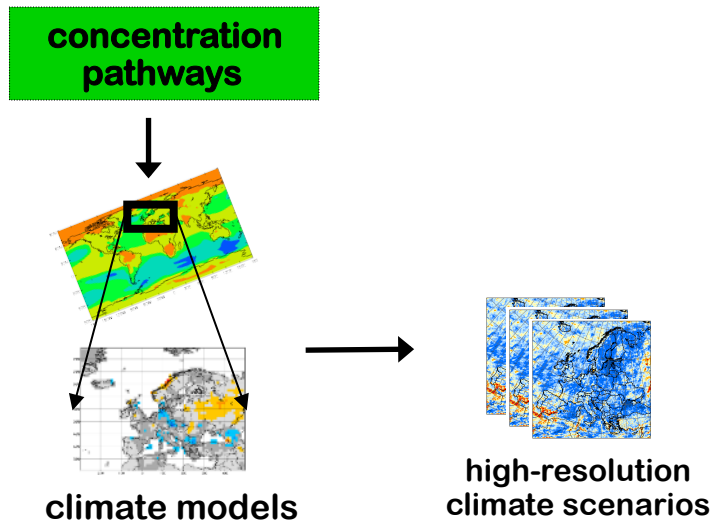 concentration
pathways
climate models
high-resolution
climate scenarios